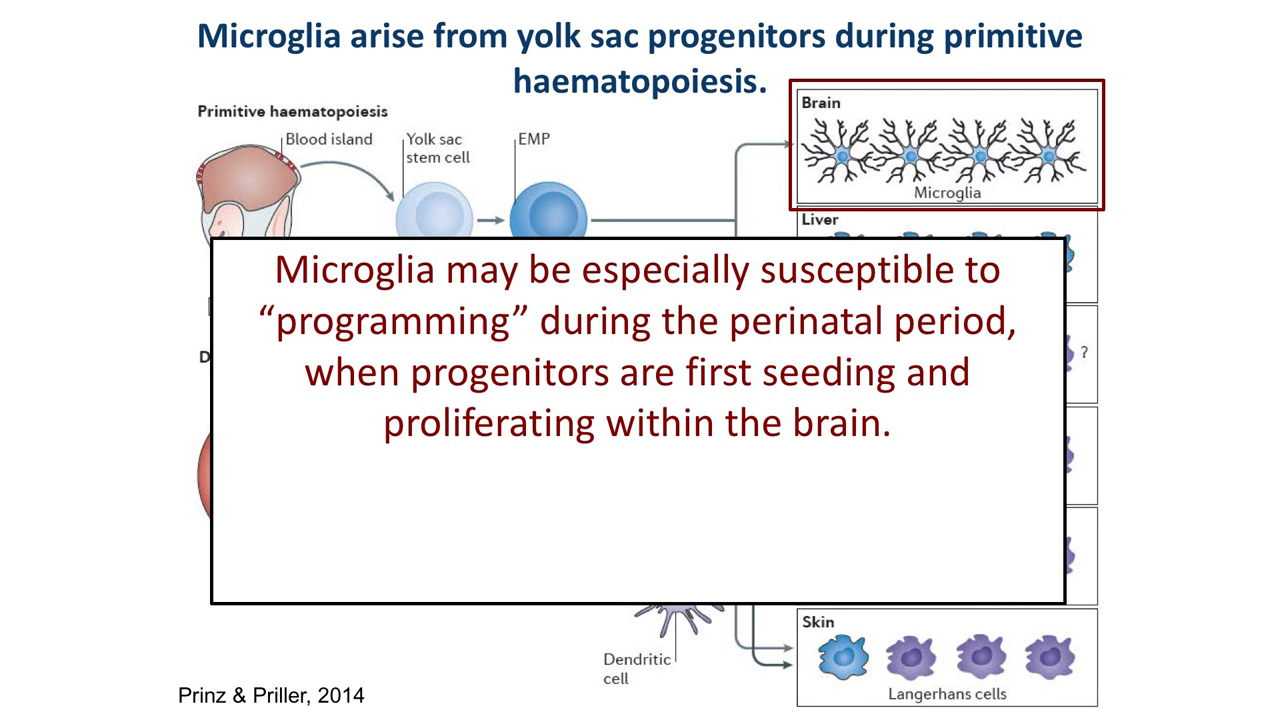 Microglia arise from yolk sac progenitors during primitive
haematopoiesis.
Primitive haematopoiesis
Blood island
Yolk sac
stem cell
EMP
Brain
Microglia
Liver
Microglia may be especially susceptible to
“programming” during the perinatal period,
when progenitors are first seeding and
proliferating within the brain.
D
?
Skin
Langerhans cells
Dendritic
cell
Prinz & Priller, 2014